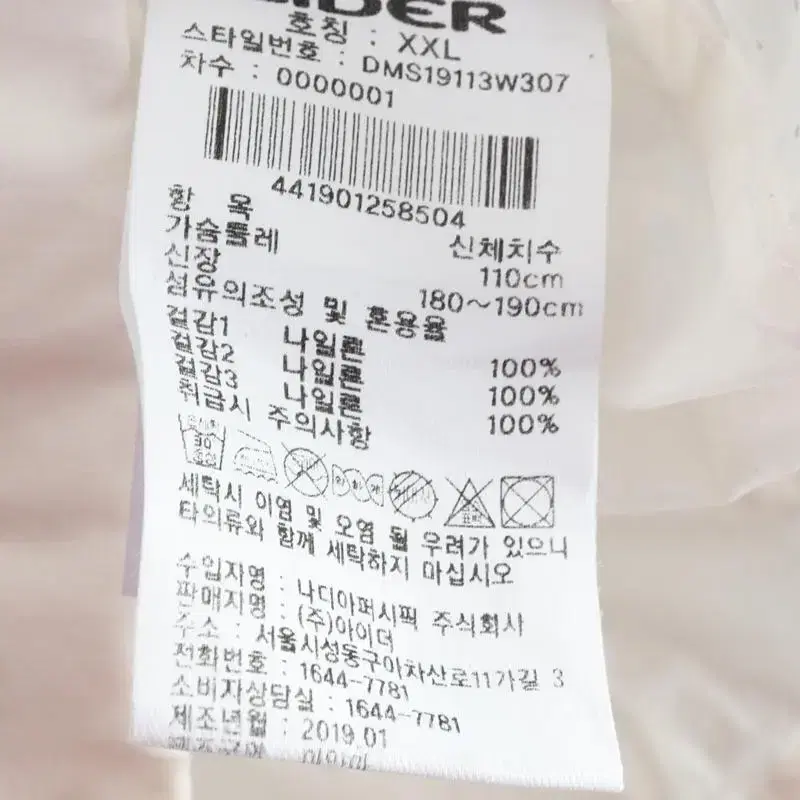 EIDER
호칭 : XXL
스타일번호 : DMS19113W307
차수 : 0000001
441901258504
항 목 신체치수
가슴둘레 110cm
신장 180~190cm
섬유의조성 및 혼용율
겉감1 나일론 100%
겉감2 나일론 100%
겉감3 나일론 100%
취급시 주의사항
30
세탁시 이염 및 오염 될 우려가 있으니
타의류와 함께 세탁하지 마십시오
수입자명 : 나디아퍼시픽 주식회사
판매자명 : (주)아이더
주소 : 서울시성동구아차산로11가길 3
전화번호 : 1644-7781
소비자상담실 : 1644-7781
제조년월 : 2019.01